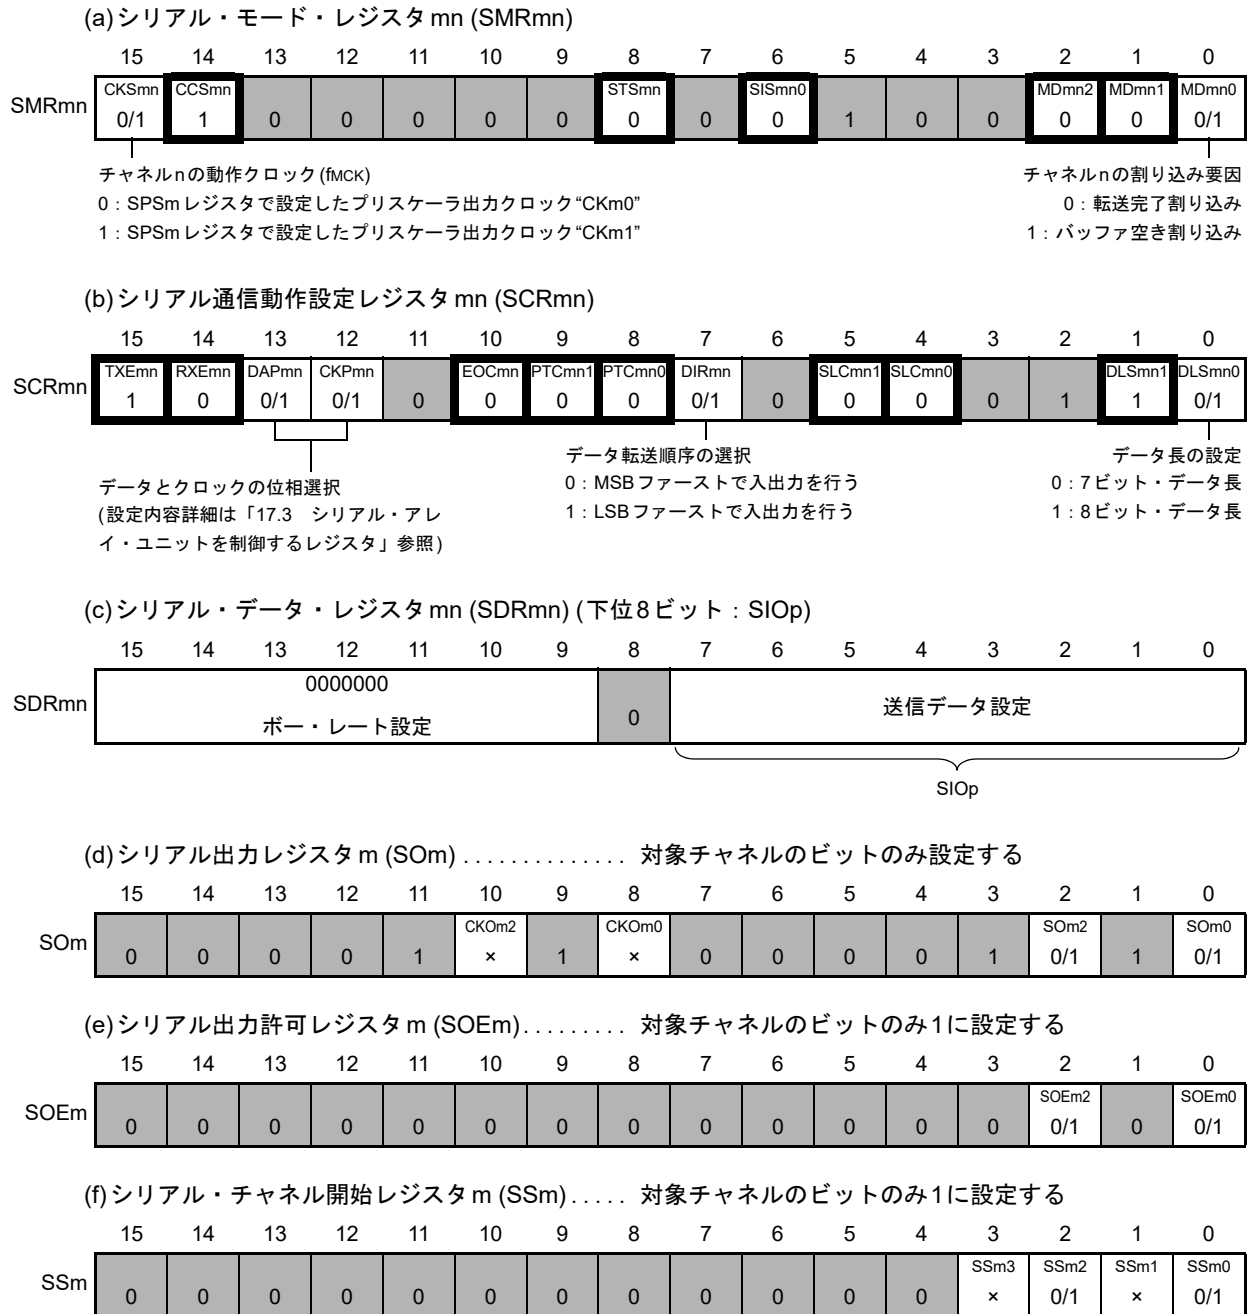 (a)シリアル・モード・レジスタmn (SMRmn)
15 14 13 12 11 10 9 8 7 6 5 4 3 2 1 0
CKSmn CCSmn STSmn SISmn0 MDmn2 MDmn1 MDmn0
SMRmn 0/1 1 0 0 0 0 0 0 0 0 1 0 0 0 0 0/1
チャネルnの動作クロック(fMCK)
0：SPSmレジスタで設定したプリスケーラ出力クロック“CKm0”
1：SPSmレジスタで設定したプリスケーラ出力クロック“CKm1”
チャネルnの割り込み要因
0：転送完了割り込み
1：バッファ空き割り込み
(b)シリアル通信動作設定レジスタmn (SCRmn)
15 14 13 12 11 10 9 8 7 6 5 4 3 2 1 0
TXEmn RXEmn DAPmn CKPmn EOCmn PTCmn1 PTCmn0 DIRmn SLCmn1 SLCmn0 DLSmn1 DLSmn0
SCRmn 1 0 0/1 0/1 0 0 0 0 0/1 0 0 0 0 1 1 0/1
データとクロックの位相選択
(設定内容詳細は「17.3　シリアル・アレ
イ・ユニットを制御するレジスタ」参照)
データ転送順序の選択
0：MSBファーストで入出力を行う
1：LSBファーストで入出力を行う
データ長の設定
0：7ビット・データ長
1：8ビット・データ長
(c)シリアル・データ・レジスタmn (SDRmn) (下位8ビット：SIOp)
15 14 13 12 11 10 9 8 7 6 5 4 3 2 1 0
SDRmn 0000000
ボー・レート設定
0
送信データ設定
SIOp
(d)シリアル出力レジスタm (SOm) . . . . . . . . . . . . . . 対象チャネルのビットのみ設定する
15 14 13 12 11 10 9 8 7 6 5 4 3 2 1 0
CKOm2 CKOm0 SOm2 SOm0
SOm 0 0 0 0 1 × 1 × 0 0 0 0 1 0/1 1 0/1
(e)シリアル出力許可レジスタm (SOEm). . . . . . . . . 対象チャネルのビットのみ1に設定する
15 14 13 12 11 10 9 8 7 6 5 4 3 2 1 0
SOEm2 SOEm0
SOEm 0 0 0 0 0 0 0 0 0 0 0 0 0 0/1 0 0/1
(f)シリアル・チャネル開始レジスタm (SSm) . . . . . 対象チャネルのビットのみ1に設定する
15 14 13 12 11 10 9 8 7 6 5 4 3 2 1 0
SSm3 SSm2 SSm1 SSm0
SSm 0 0 0 0 0 0 0 0 0 0 0 0 × 0/1 × 0/1